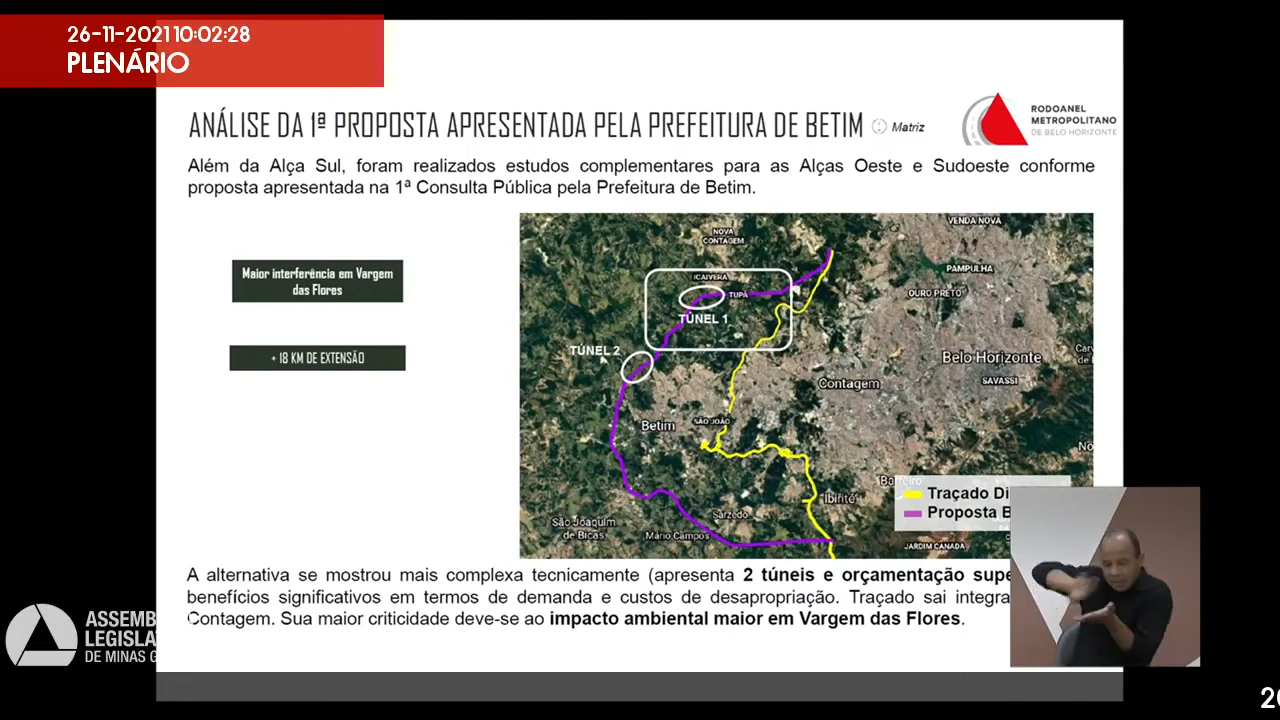 26-11-2021 10:02:28
PLENÁRIO
ANÁLISE DA 1ª PROPOSTA APRESENTADA PELA PREFEITURA DE BETIM
Matriz
RODOANEL
METROPOLITANO
DE BELO HORIZONTE
Além da Alça Sul, foram realizados estudos complementares para as Alças Oeste e Sudoeste conforme
proposta apresentada na 1ª Consulta Pública pela Prefeitura de Betim.
Maior interferência em Vargem
das Flores
+ 18 KM DE EXTENSÃO
VENDA NOVA
NOVA
CONTAGEM
PAMPULHA
ICAIVERA
TUPÃ
OURO PRETO
TÚNEL 1
TÚNEL 2
Belo Horizonte
SAVASSI
Contagem
Betim
SÃO JOÃO
Ibirité
Sarzedo
São Joaquim
de Bicas
Mário Campos
JARDIM CANADA
Traçado Di
Proposta B
A alternativa se mostrou mais complexa tecnicamente (apresenta 2 túneis e orçamentação supe
benefícios significativos em termos de demanda e custos de desapropriação. Traçado sai integra
Contagem. Sua maior criticidade deve-se ao impacto ambiental maior em Vargem das Flores.
ASSEMB
LEGISLA
DE MINAS G